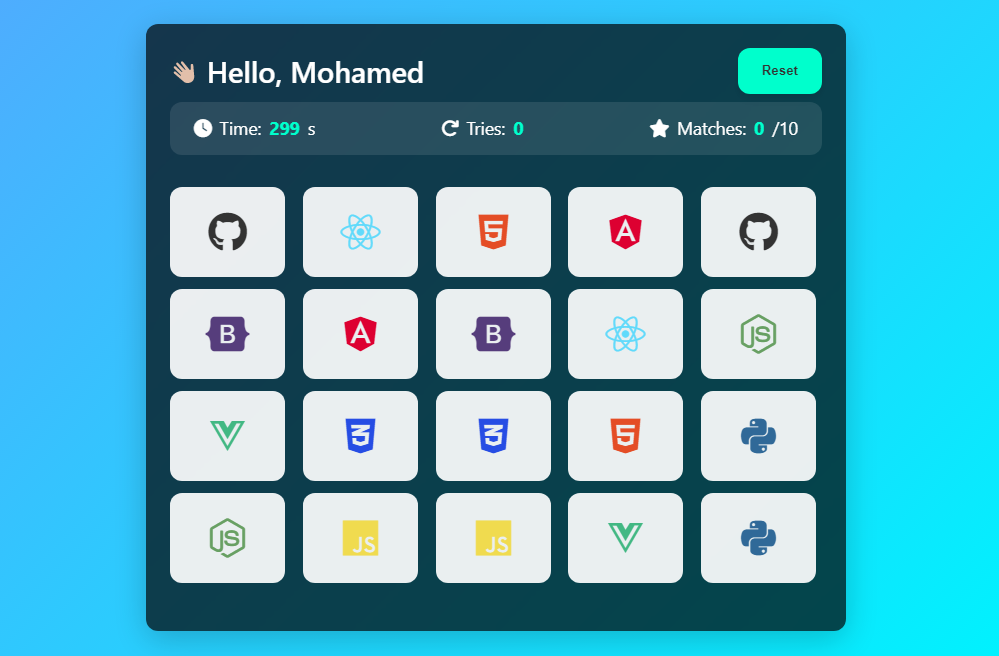 Hello, Mohamed
Reset
Time: 299 s
Tries: 0
Matches: 0 /10
5 A
B A B JS
3 3 5
JS JS JS